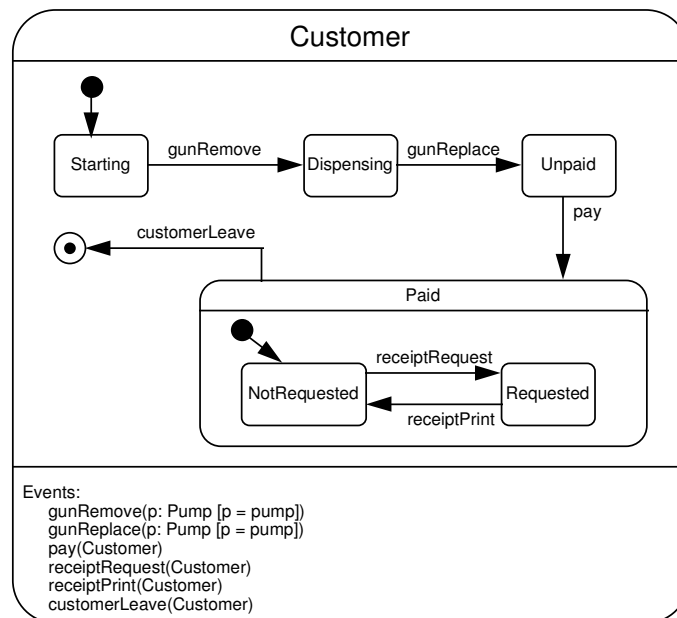 Customer
gunRemove
gunReplace
Starting
Dispensing
Unpaid
pay
customerLeave
Paid
receiptRequest
NotRequested
Requested
receiptPrint
Events:
gunRemove(p: Pump [p = pump])
gunReplace(p: Pump [p = pump])
pay(Customer)
receiptRequest(Customer)
receiptPrint(Customer)
customerLeave(Customer)